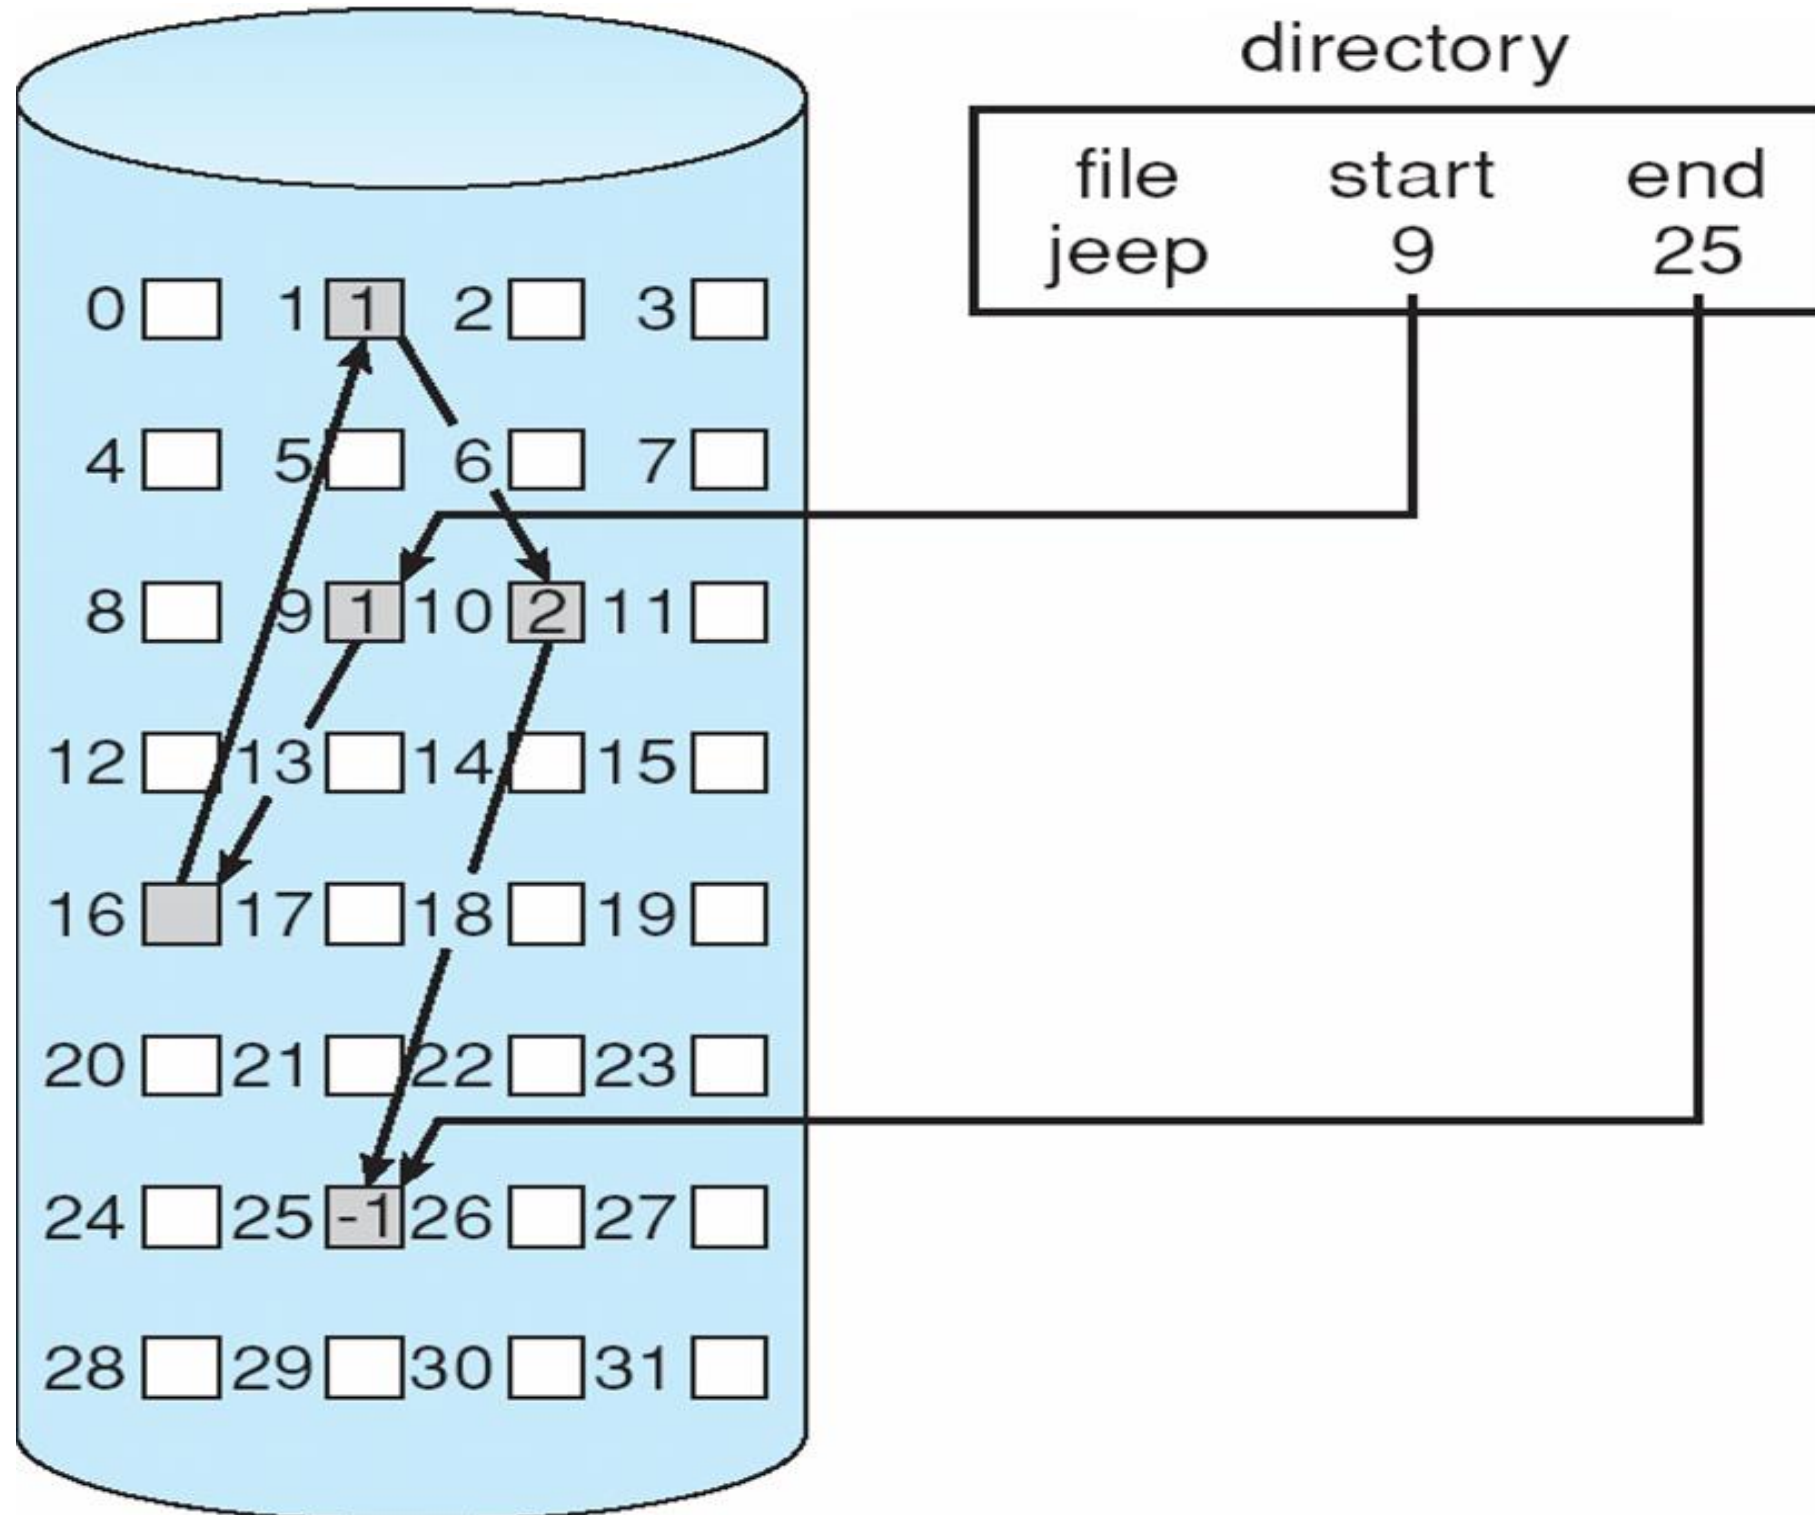 directory
file start end
jeep 9 25
0 1 1 2 3
4 5 6 7
8 9 1 10 2 11
12 13 14 15
16 17 18 19
20 21 22 23
24 25 -1 26 27
28 29 30 31